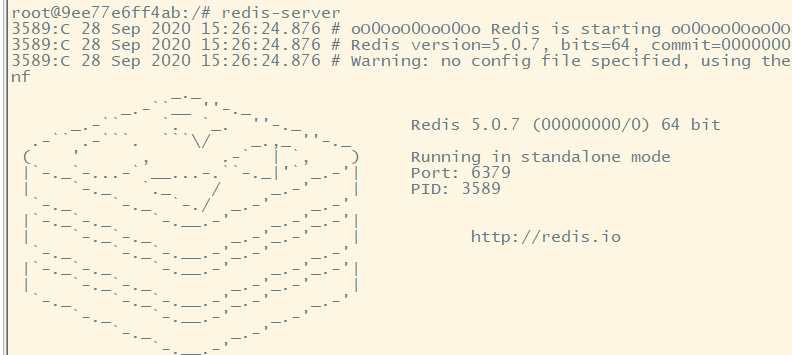 root@9ee77e6ff4ab:/# redis-server
3589:C 28 Sep 2020 15:26:24.876 # oO0OoO0OoO0Oo Redis is starting oO0OoO0OoO0O
3589:C 28 Sep 2020 15:26:24.876 # Redis version=5.0.7, bits=64, commit=0000000
3589:C 28 Sep 2020 15:26:24.876 # Warning: no config file specified, using the
nf
Redis 5.0.7 (00000000/0) 64 bit
Running in standalone mode
Port: 6379
PID: 3589
http://redis.io